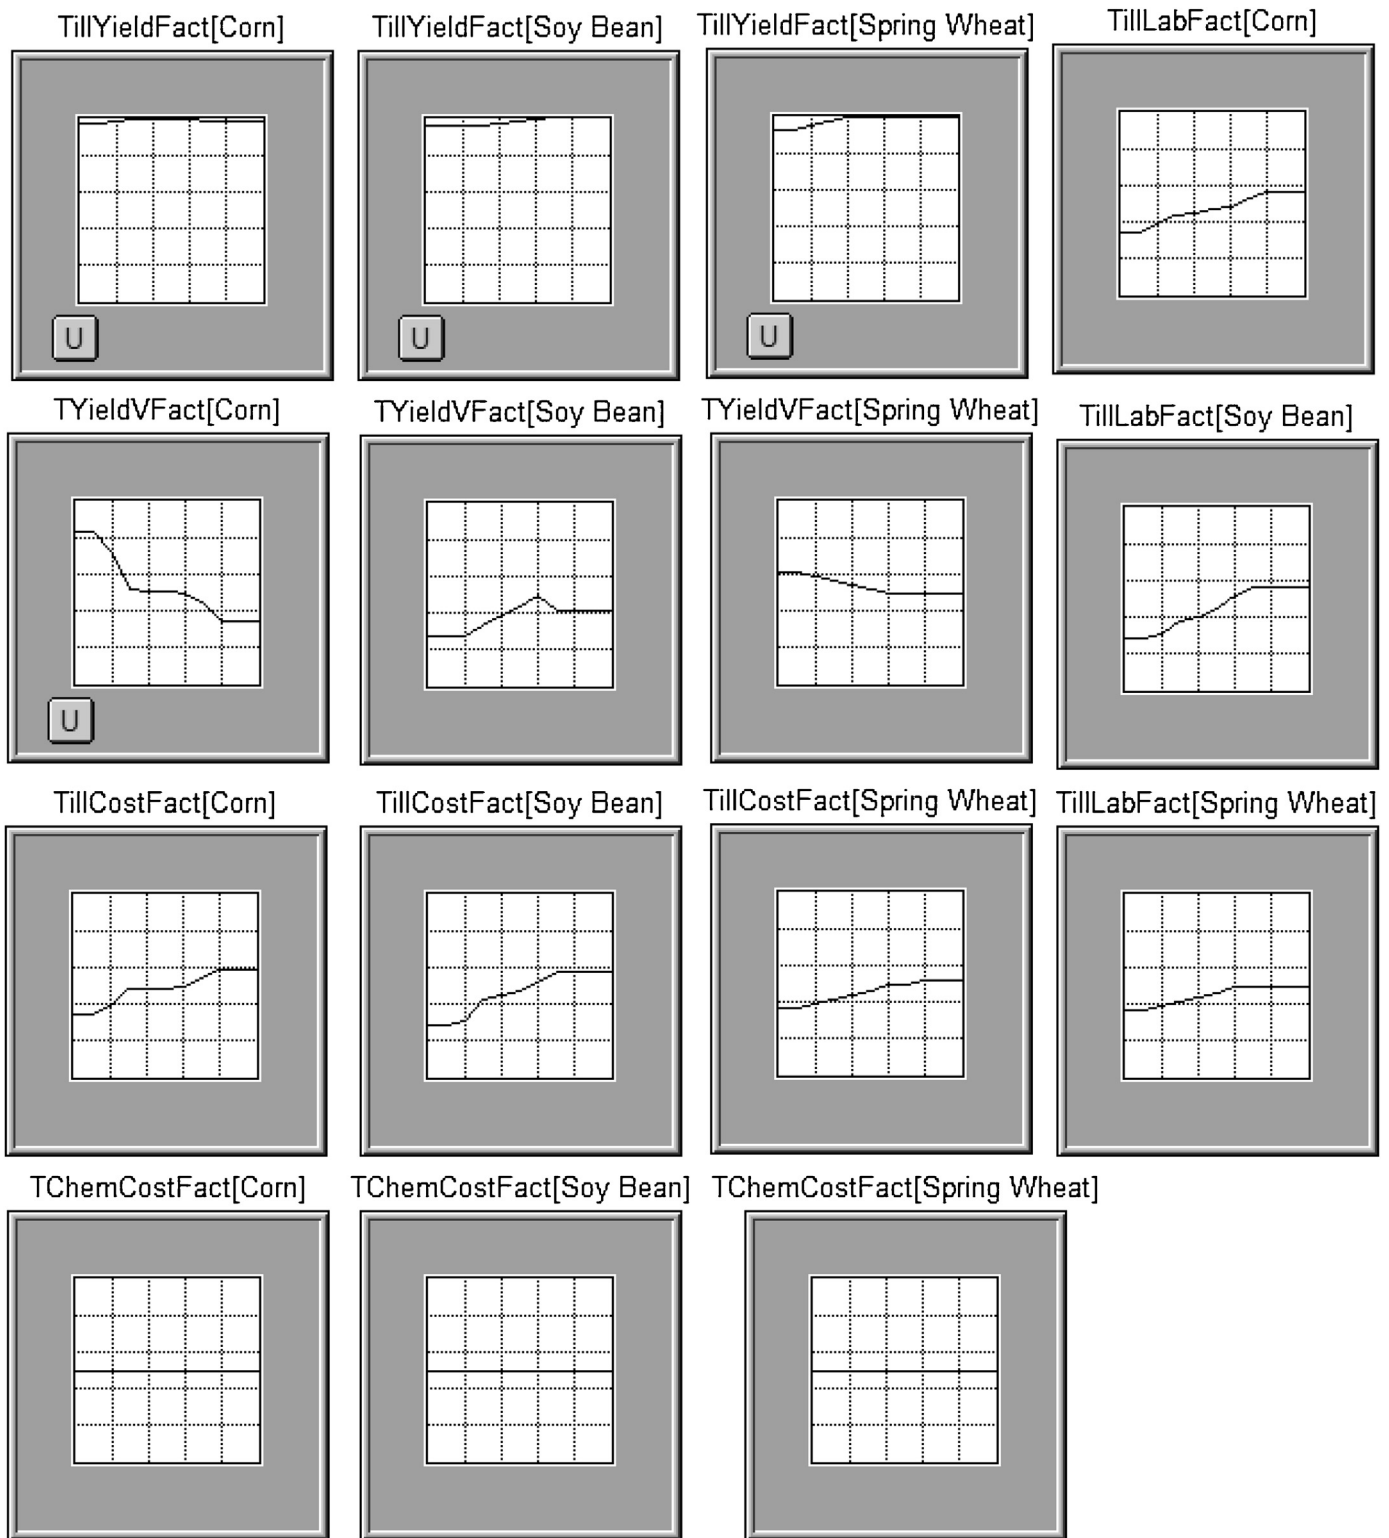 TillYieldFact[Corn]
TillYieldFact[Soy Bean]
TillYieldFact[Spring Wheat]
TillLabFact[Corn]
U
U
U
TYieldVFact[Corn]
TYieldVFact[Soy Bean]
TYieldVFact[Spring Wheat]
TillLabFact[Soy Bean]
U
TillCostFact[Corn]
TillCostFact[Soy Bean]
TillCostFact[Spring Wheat]
TillLabFact[Spring Wheat]
TChemCostFact[Corn]
TChemCostFact[Soy Bean]
TChemCostFact[Spring Wheat]